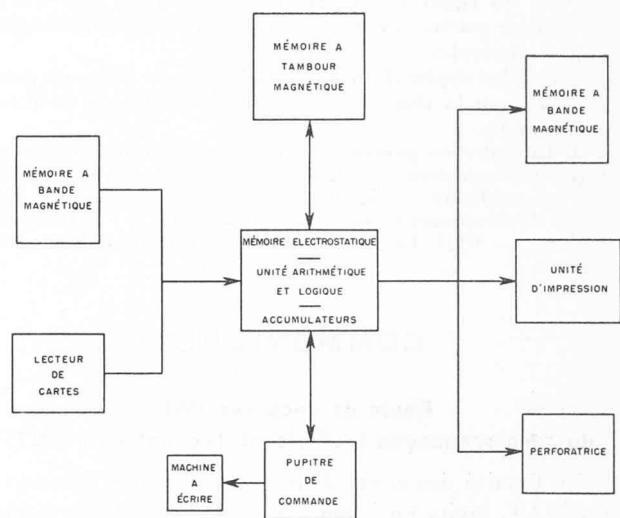 MÉMOIRE A
TAMBOUR
MAGNÉTIQUE
MÉMOIRE A
BANDE
MAGNÉTIQUE
MÉMOIRE A
BANDE
MAGNÉTIQUE
MÉMOIRE ELECTROSTATIQUE
UNITÉ ARITHMÉTIQUE
ET LOGIQUE
ACCUMULATEURS
UNITÉ
D'IMPRESSION
LECTEUR
DE
CARTES
MACHINE
A
ÉCRIRE
PUPITRE
DE
COMMANDE
PERFORATRICE